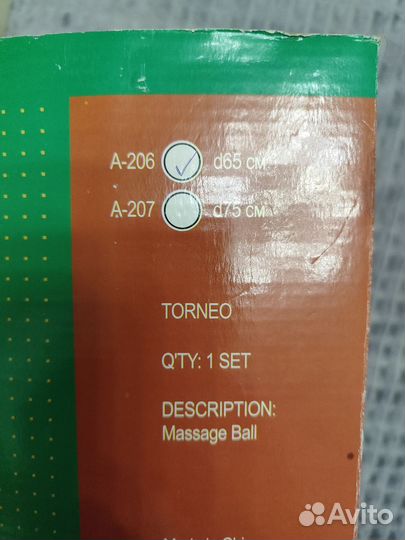 A-206 d65 см
A-207 d75 см
TORNEO
Q'TY: 1 SET
DESCRIPTION:
Massage Ball
Avito